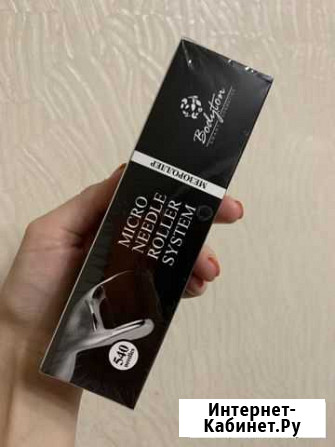 Bodyton
МЕЗОРОЛЛЕР
MICRO
NEEDLE
ROLLER
SYSTEM
540
needles
Интернет-
Кабинет.Ру